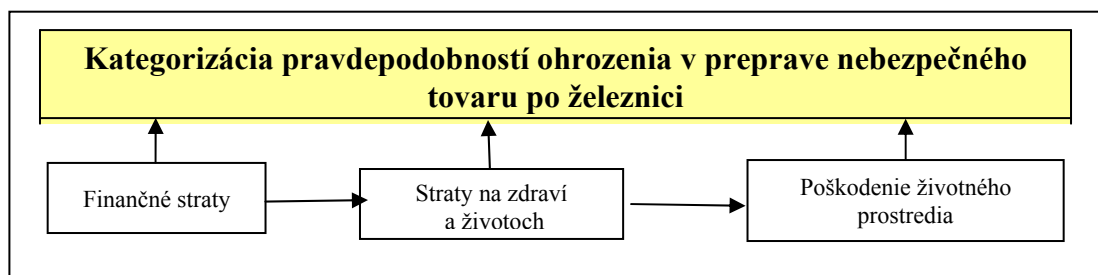 Kategorizácia pravdepodobností ohrozenia v preprave nebezpečného
tovaru po železnici
Finančné straty
Straty na zdraví
a životoch
Poškodenie životného
prostredia